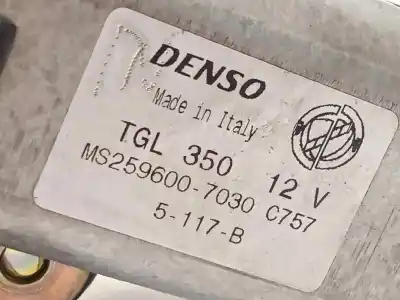 DENSO
Made in Italy
TGL 350 12 V
MS259600-7030 C757
5-117-B